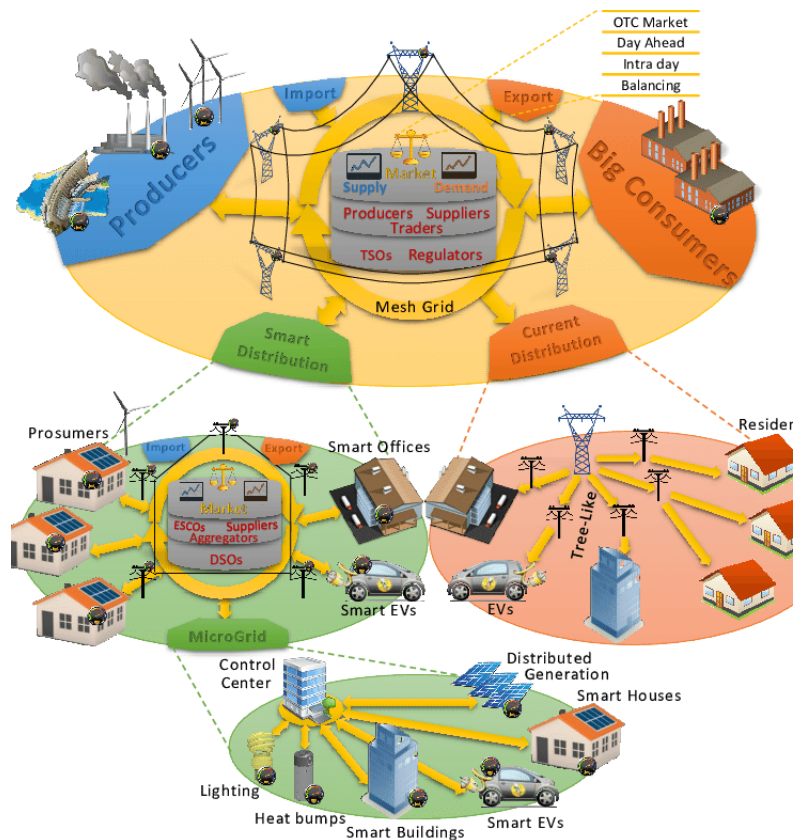 OTC Market
Day Ahead
Intra day
Balancing
Import
Export
Producers
Big Consumers
Market
Supply
Demand
Producers Suppliers
Traders
TSOs Regulators
Mesh Grid
Smart
Distribution
Current
Distribution
Prosumers
Import
Export
Smart Offices
Residen
Market
ESCOs Suppliers
Aggregators
DSOs
Tree-Like
Smart EVs
EVs
MicroGrid
Control
Center
Distributed
Generation
Smart Houses
Lighting
Heat bumps
Smart Buildings
Smart EVs